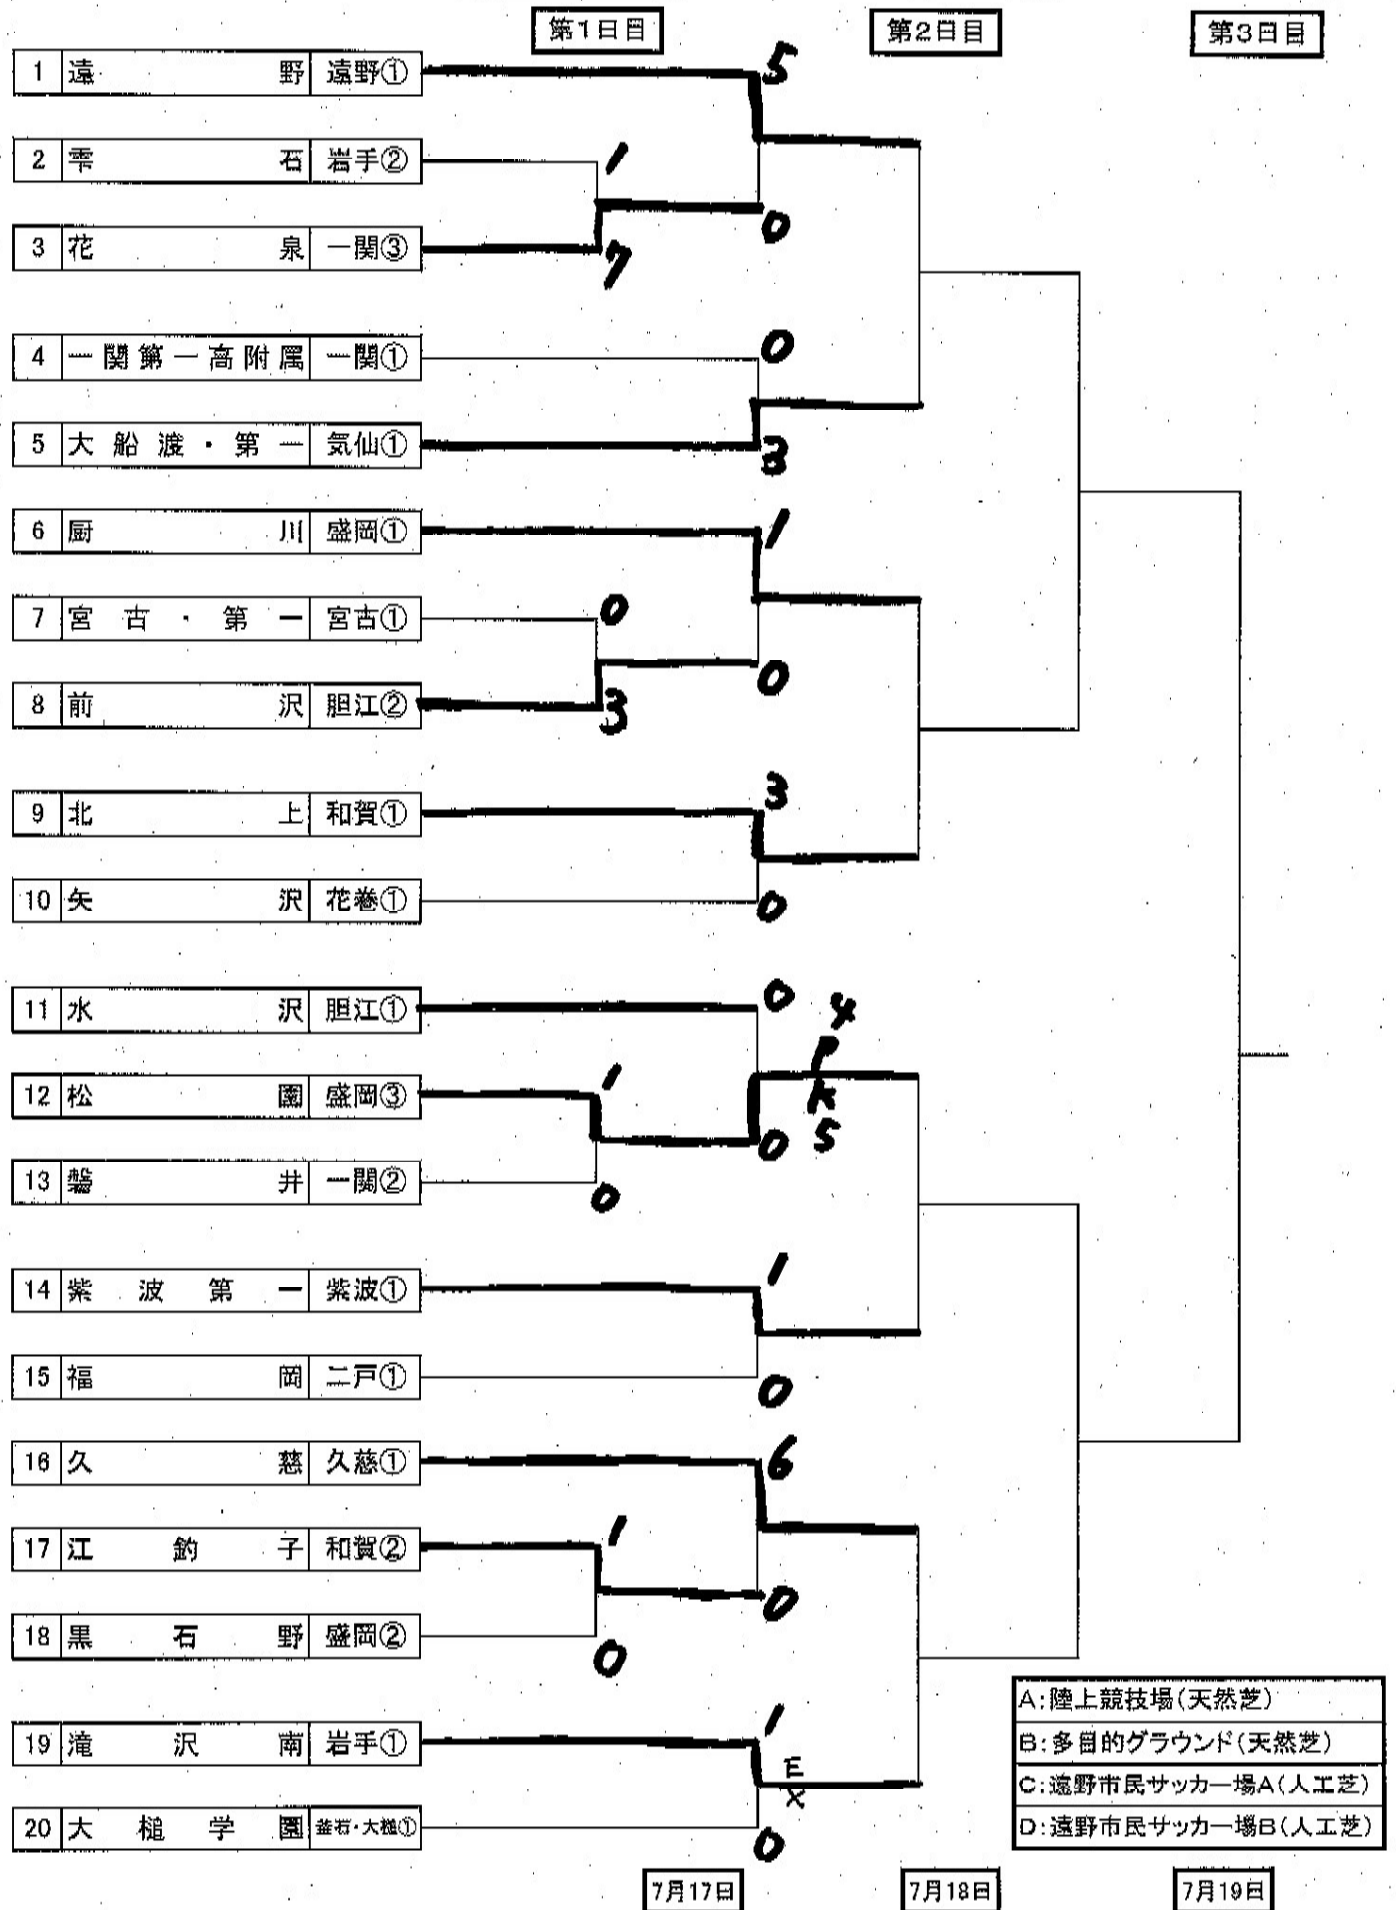 第1日目 第2日目 第3日目
1 遠野 遠野① 5
2 雫石 岩手② 1
0
3 花泉 一関③ 7
4 一関第一高附属 一関① 0
5 大船渡・第一 気仙① 3
6 厨川 盛岡① 1
7 宮古・第一 宮古① 0
0
8 前沢 胆江② 3
9 北上 和賀① 3
10 矢沢 花巻① 0
11 水沢 胆江① 0 4
PK
12 松園 盛岡③ 1
0 5
13 磐井 一関② 0
14 紫波第一 紫波① 1
15 福岡 二戸① 0
16 久慈 久慈① 6
17 江釣子 和賀② 1
0
18 黒石野 盛岡② 0
19 滝沢南 岩手① 1
EX
20 大槌学園 釜石・大槌① 0
A:陸上競技場(天然芝)
B:多目的グラウンド(天然芝)
C:遠野市民サッカー場A(人工芝)
D:遠野市民サッカー場B(人工芝)
7月17日 7月18日 7月19日